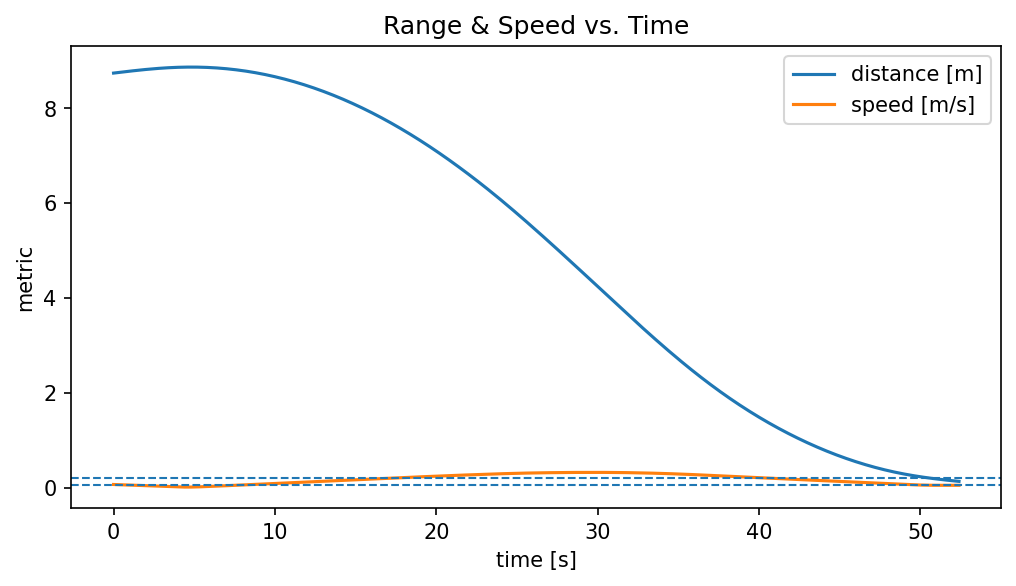 Range & Speed vs. Time
distance [m]
speed [m/s]
metric
8
6
4
2
0
0 10 20 30 40 50
time [s]